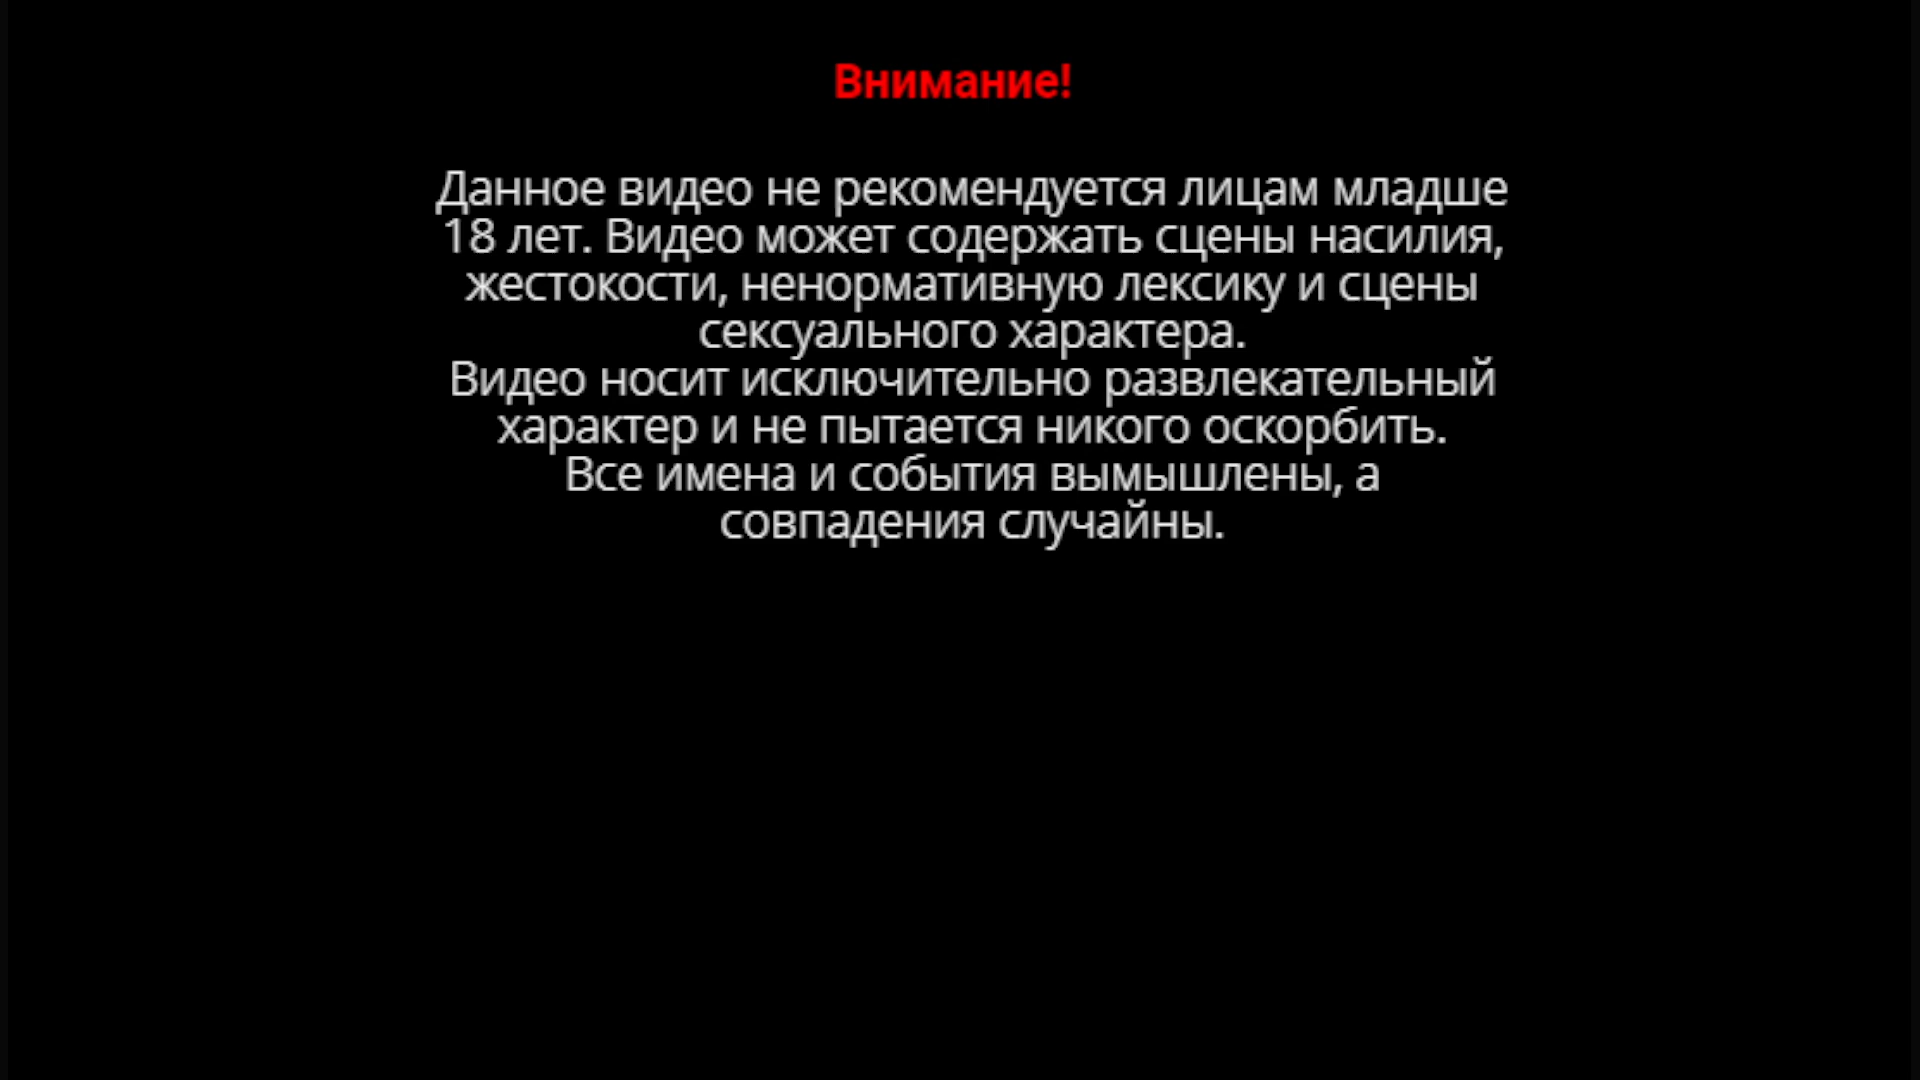 Внимание!
Данное видео не рекомендуется лицам младше
18 лет. Видео может содержать сцены насилия,
жестокости, ненормативную лексику и сцены
сексуального характера.
Видео носит исключительно развлекательный
характер и не пытается никого оскорбить.
Все имена и события вымышлены, а
совпадения случайны.